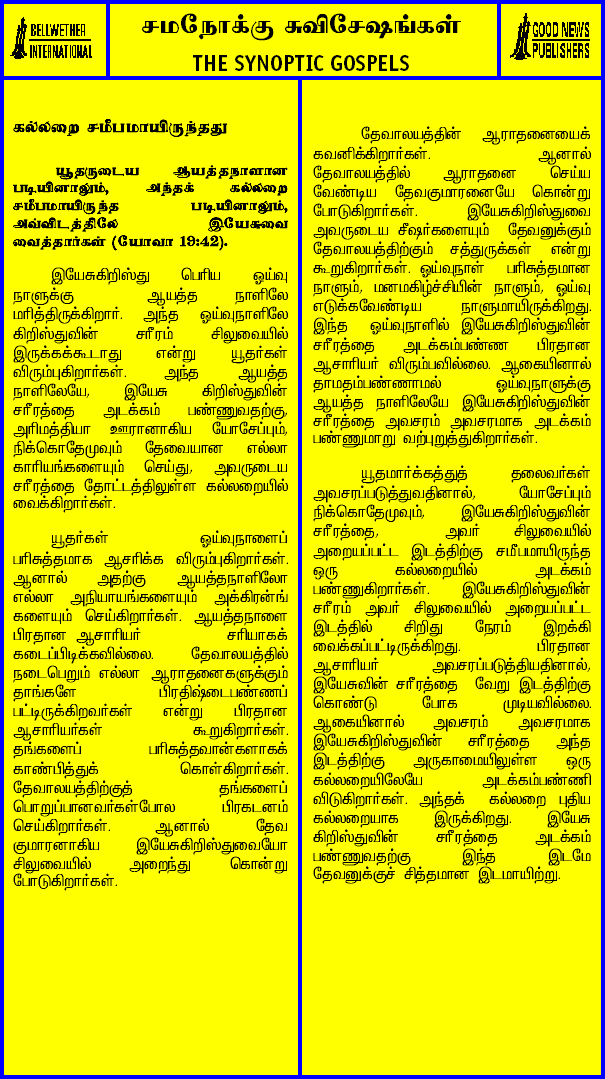 BELLWETHER
INTERNATIONAL
சமநோக்கு சுவிசேஷங்கள்
THE SYNOPTIC GOSPELS
GOOD NEWS
PUBLISHERS
கல்லறை சமீபமாயிருந்தது
யூதருடைய ஆயத்தநாளான
படியினாலும், அந்தக் கல்லறை
சமீபமாயிருந்த படியினாலும்,
அவ்விடத்திலே இயேசுவை
வைத்தார்கள் (யோவா 19:42).
இயேசுகிறிஸ்து பெரிய ஓய்வு
நாளுக்கு ஆயத்த நாளிலே
மரித்திருக்கிறார். அந்த ஓய்வுநாளிலே
கிறிஸ்துவின் சரீரம் சிலுவையில்
இருக்கக்கூடாது என்று யூதர்கள்
விரும்புகிறார்கள். அந்த ஆயத்த
நாளிலேயே, இயேசு கிறிஸ்துவின்
சரீரத்தை அடக்கம் பண்ணுவதற்கு,
அரிமத்தியா ஊரானாகிய யோசேப்பும்,
நிக்கொதேமுவும் தேவையான எல்லா
காரியங்களையும் செய்து, அவருடைய
சரீரத்தை தோட்டத்திலுள்ள கல்லறையில்
வைக்கிறார்கள்.
யூதர்கள் ஓய்வுநாளைப்
பரிசுத்தமாக ஆசரிக்க விரும்புகிறார்கள்.
ஆனால் அதற்கு ஆயத்தநாளிலோ
எல்லா அநியாயங்களையும் அக்கிரன்ங்
களையும் செய்கிறார்கள். ஆயத்தநாளை
பிரதான ஆசாரியர் சரியாகக்
கடைப்பிடிக்கவில்லை. தேவாலயத்தில்
நடைபெறும் எல்லா ஆராதனைகளுக்கும்
தாங்களே பிரதிஷ்டைபண்ணப்
பட்டிருக்கிறவர்கள் என்று பிரதான
ஆசாரியர்கள் கூறுகிறார்கள்.
தங்களைப் பரிசுத்தவான்களாகக்
காண்பித்துக் கொள்கிறார்கள்.
தேவாலயத்திற்குத் தங்களைப்
பொறுப்பானவர்கள்போல பிரகடனம்
செய்கிறார்கள். ஆனால் தேவ
குமாரனாகிய இயேசுகிறிஸ்துவையோ
சிலுவையில் அறைந்து கொன்று
போடுகிறார்கள்.
தேவாலயத்தின் ஆராதனையைக்
கவனிக்கிறார்கள். ஆனால்
தேவாலயத்தில் ஆராதனை செய்ய
வேண்டிய தேவகுமாரனையே கொன்று
போடுகிறார்கள். இயேசுகிறிஸ்துவை
அவருடைய சீஷர்களையும் தேவனுக்கும்
தேவாலயத்திற்கும் சத்துருக்கள் என்று
கூறுகிறார்கள். ஓய்வுநாள் பரிசுத்தமான
நாளும், மனமகிழ்ச்சியின் நாளும், ஓய்வு
எடுக்கவேண்டிய நாளுமாயிருக்கிறது.
இந்த ஓய்வுநாளில் இயேசுகிறிஸ்துவின்
சரீரத்தை அடக்கம்பண்ண பிரதான
ஆசாரியர் விரும்பவில்லை. ஆகையினால்
தாமதம்பண்ணாமல் ஓய்வுநாளுக்கு
ஆயத்த நாளிலேயே இயேசுகிறிஸ்துவின்
சரீரத்தை அவசரம் அவசரமாக அடக்கம்
பண்ணுமாறு வற்புறுத்துகிறார்கள்.
யூதமார்க்கத்துத் தலைவர்கள்
அவசரப்படுத்துவதினால், யோசேப்பும்
நிக்கொதேமுவும், இயேசுகிறிஸ்துவின்
சரீரத்தை, அவர் சிலுவையில்
அறையப்பட்ட இடத்திற்கு சமீபமாயிருந்த
ஒரு கல்லறையில் அடக்கம்
பண்ணுகிறார்கள். இயேசுகிறிஸ்துவின்
சரீரம் அவர் சிலுவையில் அறையப்பட்ட
இடத்தில் சிறிது நேரம் இறக்கி
வைக்கப்பட்டிருக்கிறது. பிரதான
ஆசாரியர் அவசரப்படுத்தியதினால்,
இயேசுவின் சரீரத்தை வேறு இடத்திற்கு
கொண்டு போக முடியவில்லை.
ஆகையினால் அவசரம் அவசரமாக
இயேசுகிறிஸ்துவின் சரீரத்தை அந்த
இடத்திற்கு அருகாமையிலுள்ள ஒரு
கல்லறையிலேயே அடக்கம்பண்ணி
விடுகிறார்கள். அந்தக் கல்லறை புதிய
கல்லறையாக இருக்கிறது. இயேசு
கிறிஸ்துவின் சரீரத்தை அடக்கம்
பண்ணுவதற்கு இந்த இடமே
தேவனுக்குச் சித்தமான இடமாயிற்று.